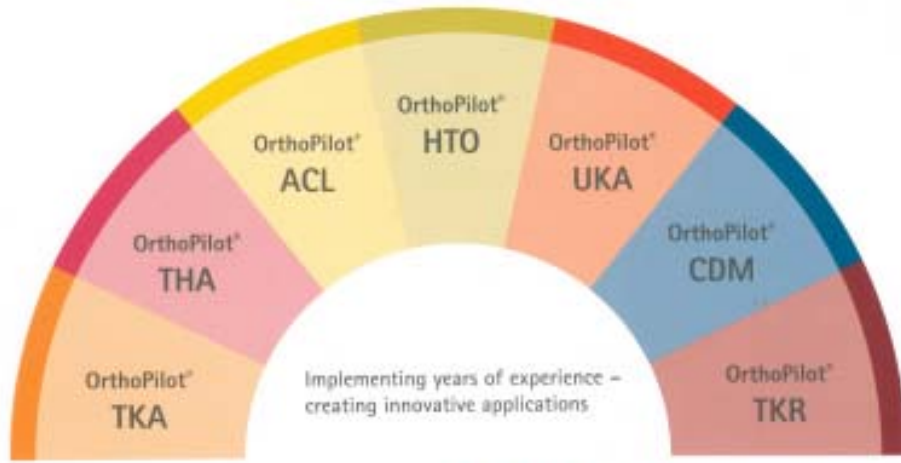 OrthoPilot®
TKA
OrthoPilot®
THA
OrthoPilot®
ACL
OrthoPilot®
HTO
OrthoPilot®
UKA
OrthoPilot®
CDM
OrthoPilot®
TKR
Implementing years of experience –
creating innovative applications